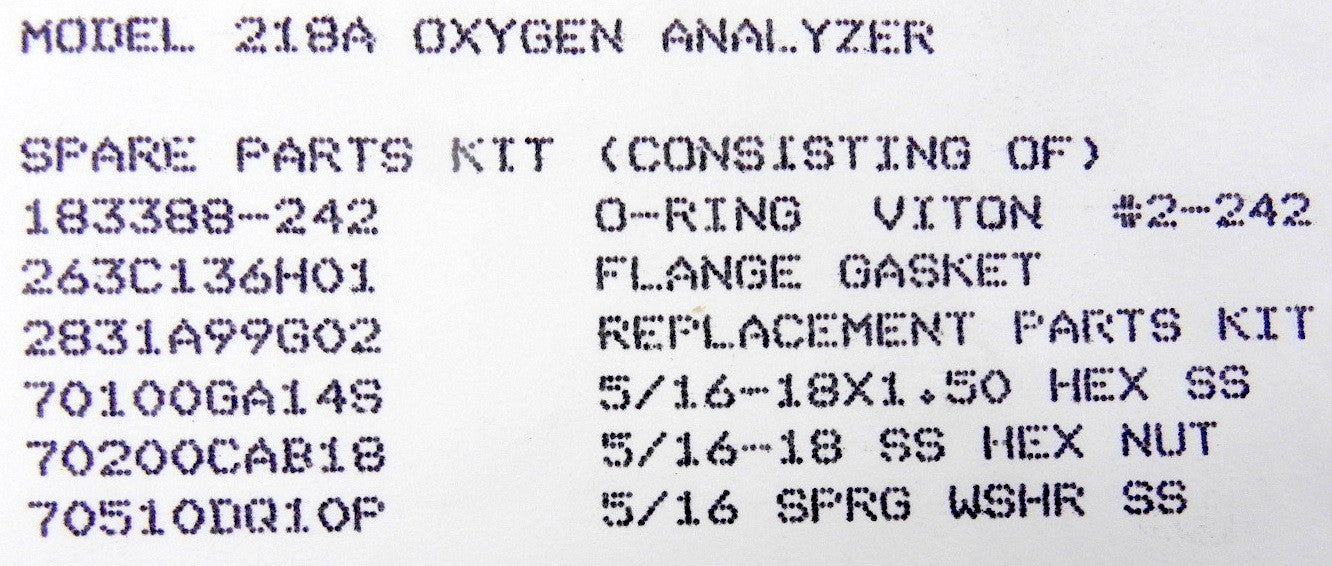 MODEL 218A OXYGEN ANALYZER
SPARE PARTS KIT (CONSISTING OF)
183388-242 O-RING VITON #2-242
263C136H01 FLANGE GASKET
2831A99G02 REPLACEMENT PARTS KIT
70100GA14S 5/16-18X1.50 HEX SS
70200CAB18 5/16-18 SS HEX NUT
70510DQ10P 5/16 SPRG WSHR SS